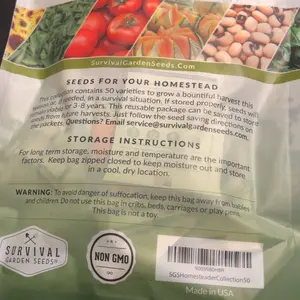 SurvivalGardenSeeds.Com
SEEDS FOR YOUR HOMESTEAD
This collection contains 50 varieties to grow a bountiful harvest this
season or, if needed, in a survival situation. If stored properly, seeds will
stay viable for 3-8 years. This reusable package can be used to store
seeds from future harvests. Just follow the seed saving directions on
the packets. Questions? Email service@survivalgardenseeds.com.
STORAGE INSTRUCTIONS
For long term storage, moisture and temperature are the important
factors. Keep bag zipped closed to keep moisture out and store
in a cool, dry location.
WARNING: To avoid danger of suffocation, keep this bag away from babies
and children. Do not use this bag in cribs, beds, carriages or play pens.
This bag is not a toy.
SURVIVAL
GARDEN SEEDS
NON GMO
SGSHomesteaderCollection50
Made in USA